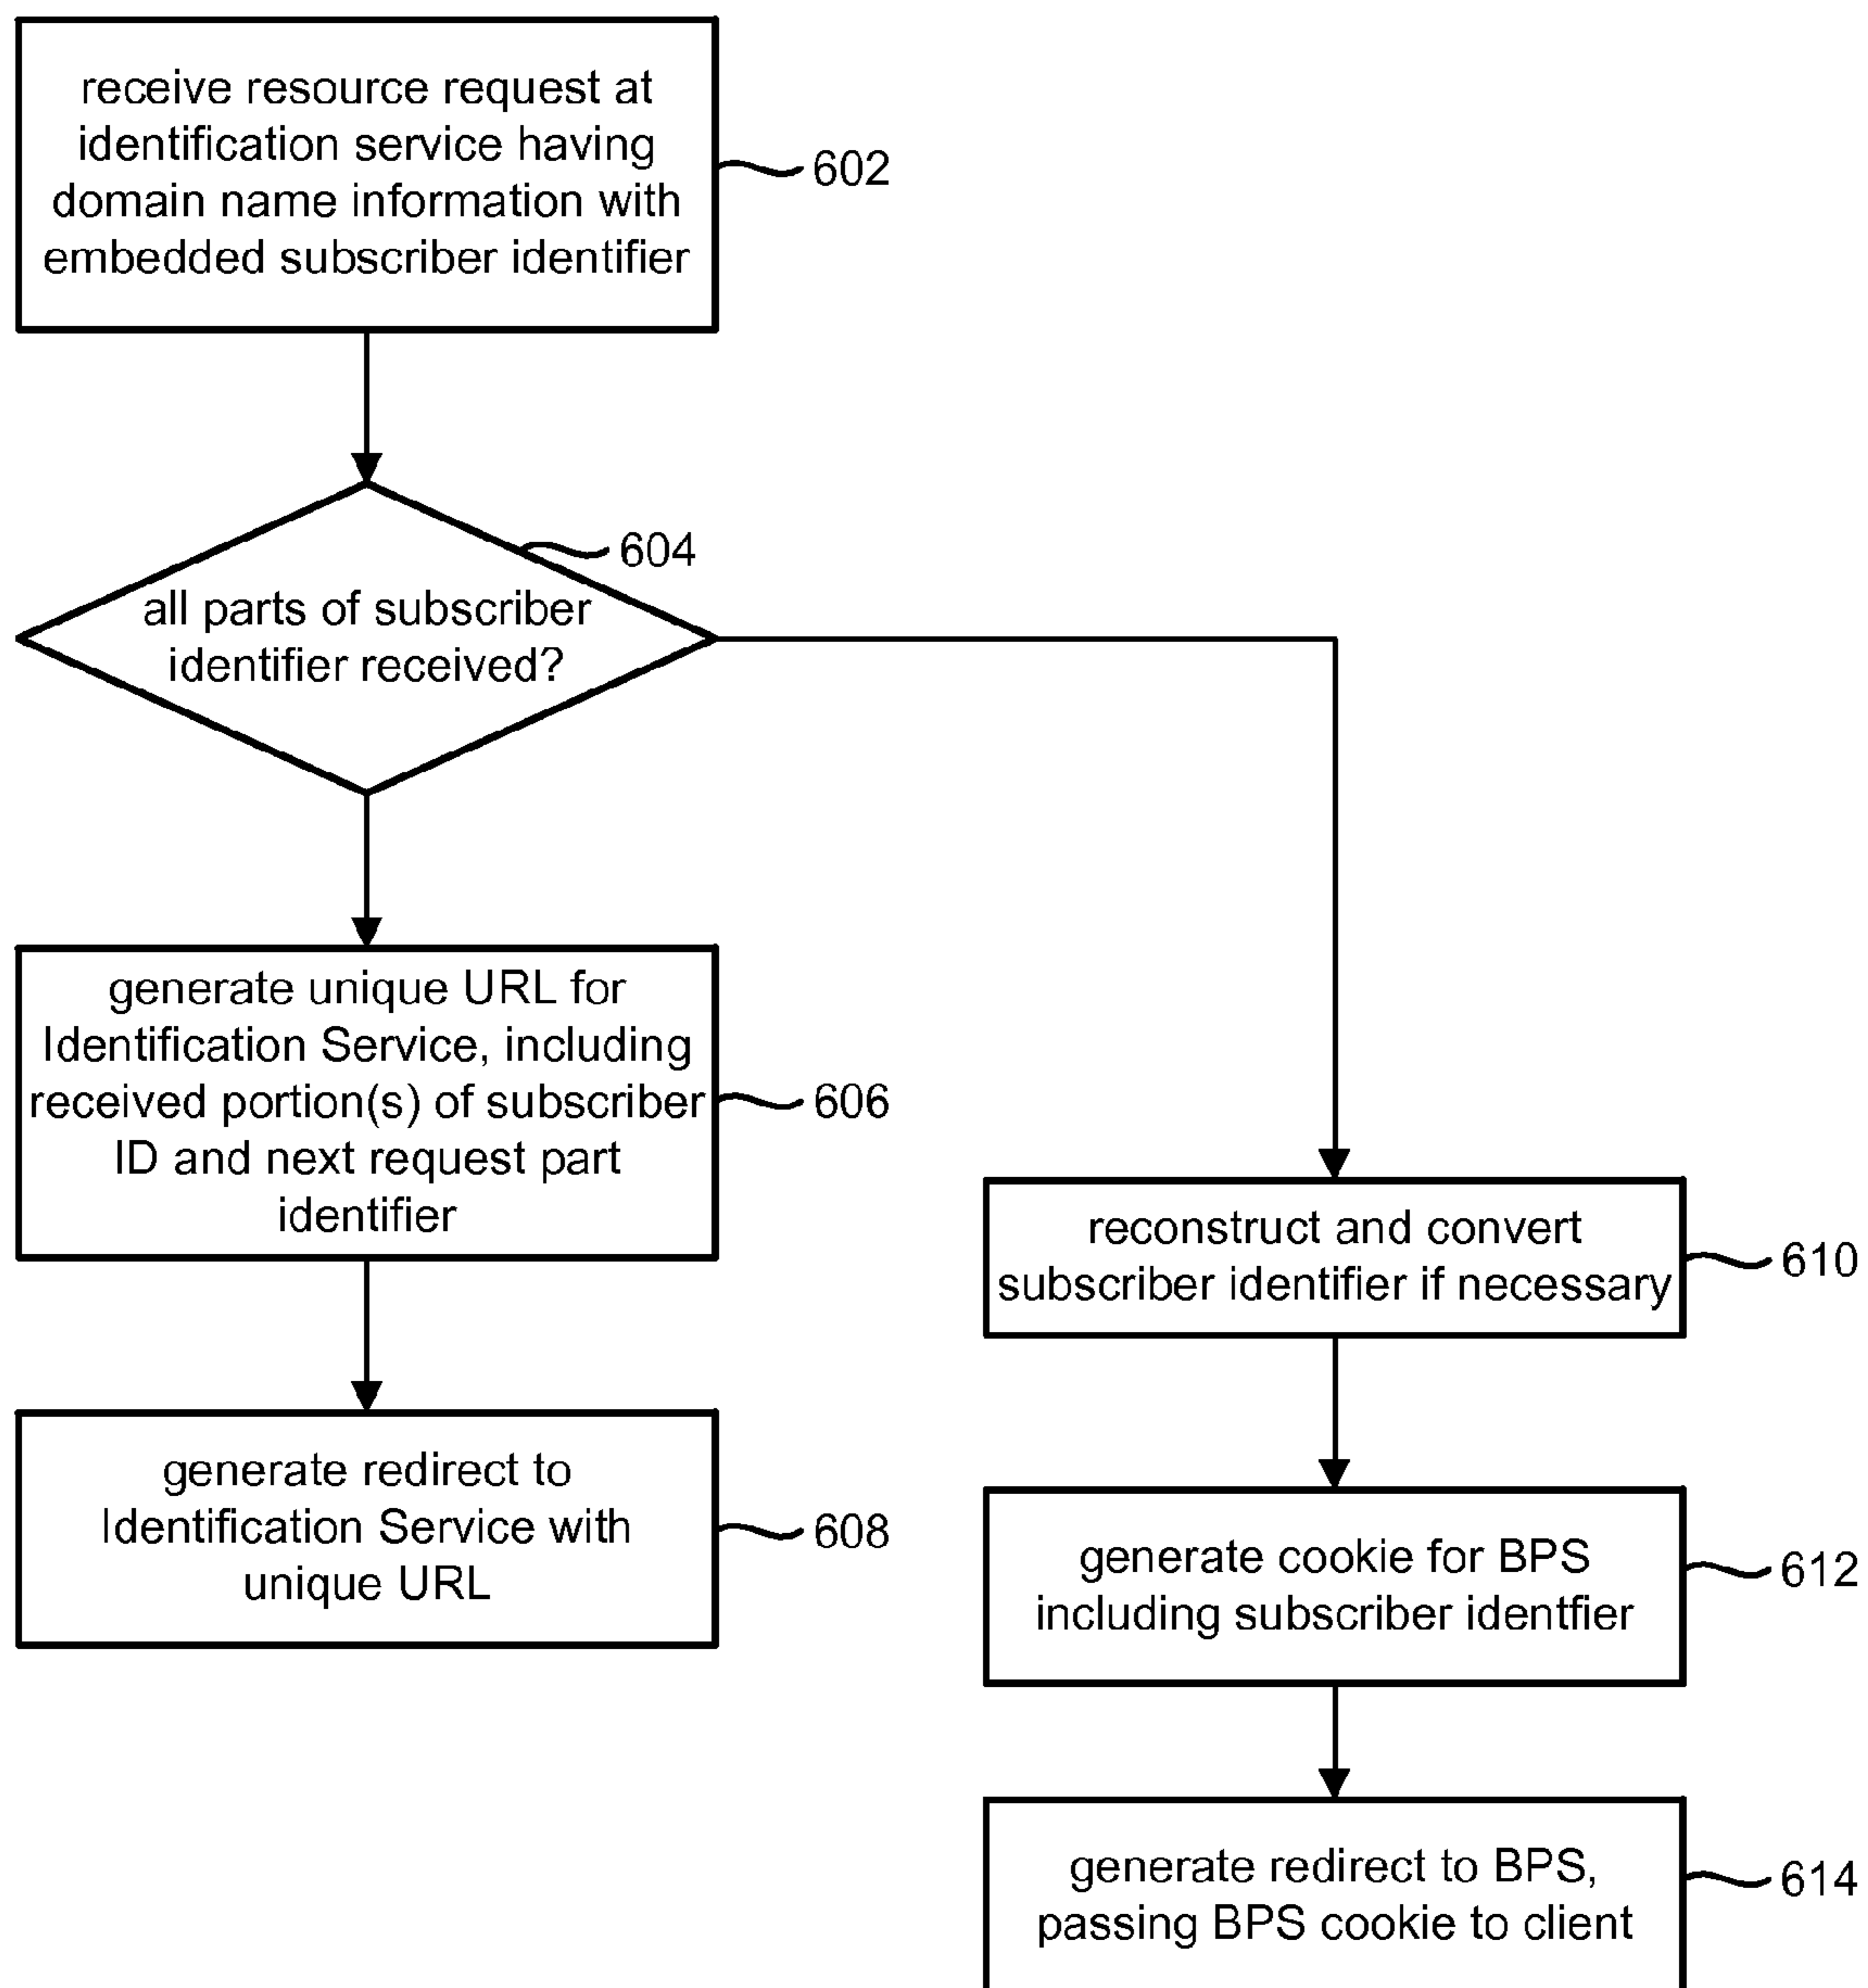 receive resource request at
identification service having
domain name information with
embedded subscriber identifier
602
604
all parts of subscriber
identifier received?
generate unique URL for
Identification Service, including
received portion(s) of subscriber
ID and next request part
identifier
606
generate redirect to
Identification Service with
unique URL
608
reconstruct and convert
subscriber identifier if necessary
610
generate cookie for BPS
including subscriber identfier
612
generate redirect to BPS,
passing BPS cookie to client
614